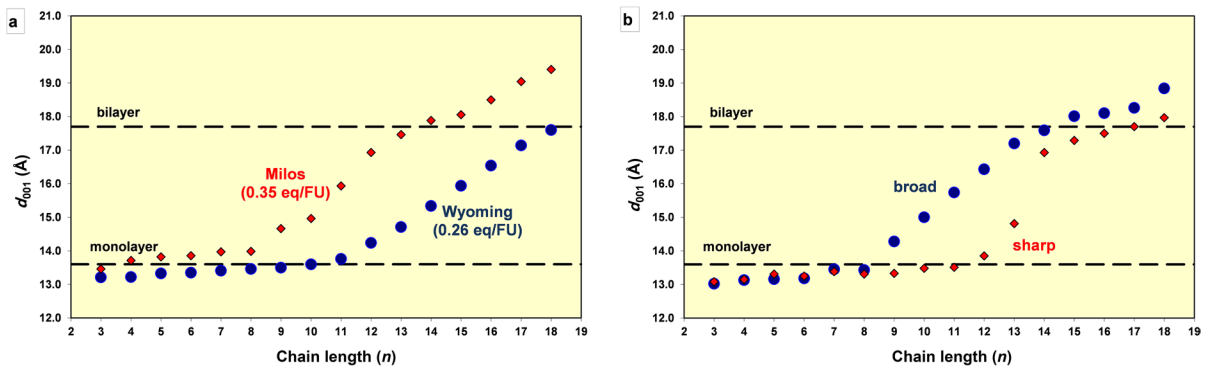 a
d001 (Å)
21.0
20.0
19.0
18.0
17.0
16.0
15.0
14.0
13.0
12.0
bilayer
Milos
(0.35 eq/FU)
Wyoming
(0.26 eq/FU)
monolayer
2 3 4 5 6 7 8 9 10 11 12 13 14 15 16 17 18 19
Chain length (n)
b
d001 (Å)
21.0
20.0
19.0
18.0
17.0
16.0
15.0
14.0
13.0
12.0
bilayer
broad
monolayer
sharp
2 3 4 5 6 7 8 9 10 11 12 13 14 15 16 17 18 19
Chain length (n)